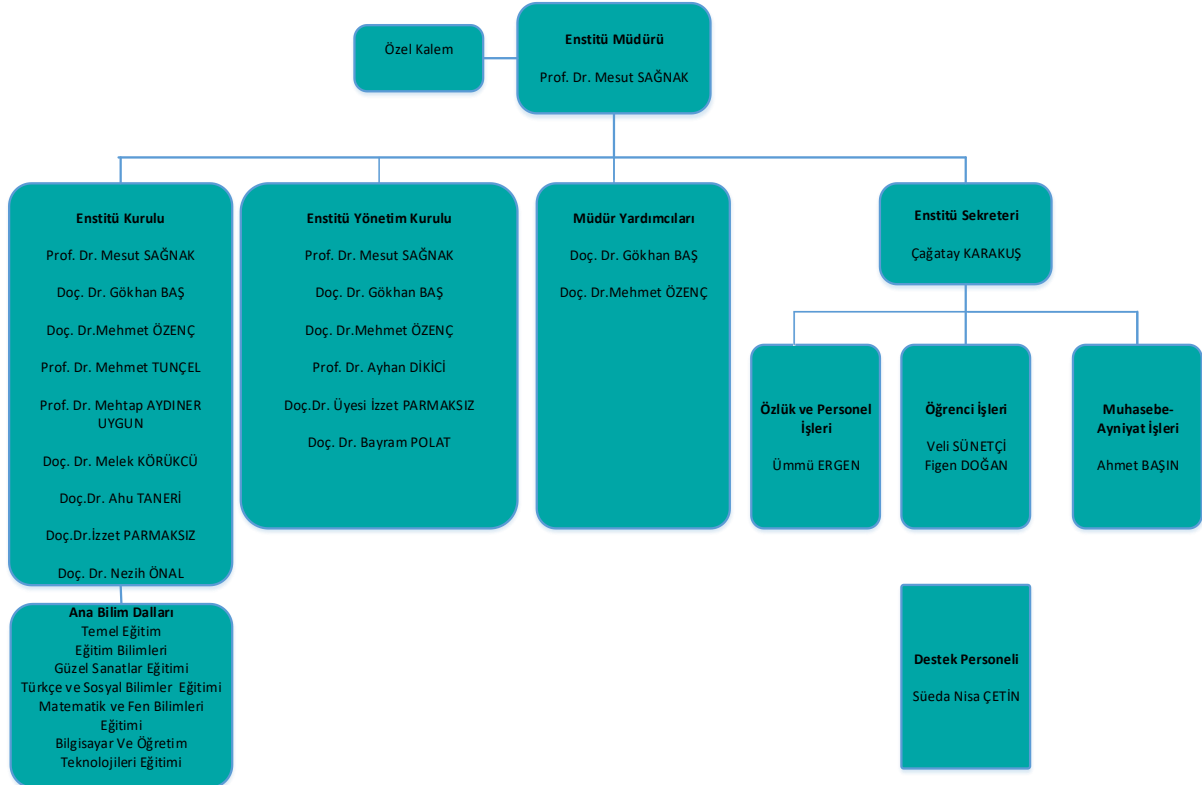 Özel Kalem
Enstitü Müdürü
Prof. Dr. Mesut SAĞNAK
Enstitü Kurulu
Prof. Dr. Mesut SAĞNAK
Doç. Dr. Gökhan BAŞ
Doç. Dr.Mehmet ÖZENÇ
Prof. Dr. Mehmet TUNÇEL
Prof. Dr. Mehtap AYDINER
UYGUN
Doç. Dr. Melek KÖRÜKCÜ
Doç.Dr. Ahu TANERİ
Doç.Dr.İzzet PARMAKSIZ
Doç. Dr. Nezih ÖNAL
Ana Bilim Dalları
Temel Eğitim
Eğitim Bilimleri
Güzel Sanatlar Eğitimi
Türkçe ve Sosyal Bilimler Eğitimi
Matematik ve Fen Bilimleri
Eğitimi
Bilgisayar Ve Öğretim
Teknolojileri Eğitimi
Enstitü Yönetim Kurulu
Prof. Dr. Mesut SAĞNAK
Doç. Dr. Gökhan BAŞ
Doç. Dr.Mehmet ÖZENÇ
Prof. Dr. Ayhan DİKİCİ
Doç.Dr. Üyesi İzzet PARMAKSIZ
Doç. Dr. Bayram POLAT
Müdür Yardımcıları
Doç. Dr. Gökhan BAŞ
Doç. Dr.Mehmet ÖZENÇ
Enstitü Sekreteri
Çağatay KARAKUŞ
Özlük ve Personel
İşleri
Ümmü ERGEN
Öğrenci İşleri
Veli SÜNETÇİ
Figen DOĞAN
Muhasebe-
Ayniyat İşleri
Ahmet BAŞIN
Destek Personeli
Süeda Nisa ÇETİN